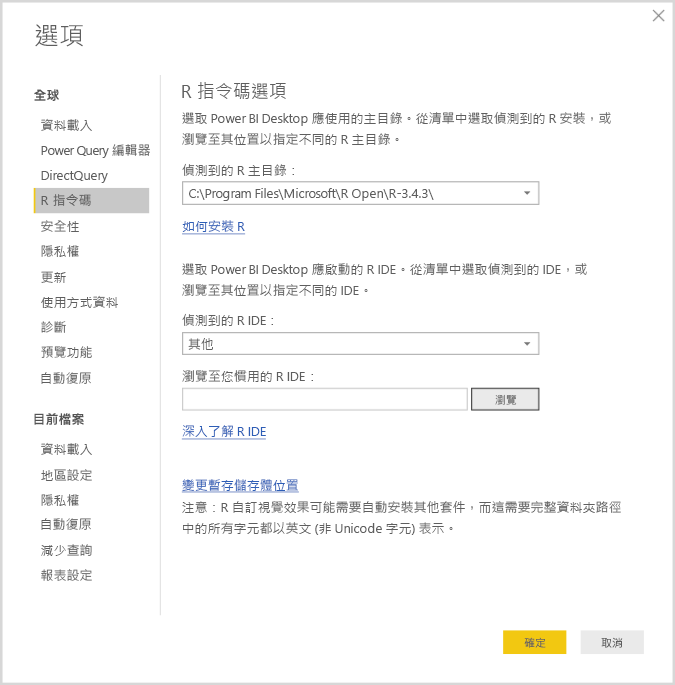 選項
全球
資料載入
Power Query 編輯器
DirectQuery
R 指令碼
安全性
隱私權
更新
使用方式資料
診斷
預覽功能
自動復原
目前檔案
資料載入
地區設定
隱私權
自動復原
減少查詢
報表設定
R 指令碼選項
選取 Power BI Desktop 應使用的主目錄。從清單中選取偵測到的 R 安裝，或
瀏覽至其位置以指定不同的 R 主目錄。
偵測到的 R 主目錄：
C:\Program Files\Microsoft\R Open\R-3.4.3\
如何安裝 R
選取 Power BI Desktop 應啟動的 R IDE。從清單中選取偵測到的 IDE，或
瀏覽至其位置以指定不同的 IDE。
偵測到的 R IDE：
其他
瀏覽至您慣用的 R IDE：
瀏覽
深入了解 R IDE
變更暫存儲存體位置
注意：R 自訂視覺效果可能需要自動安裝其他套件，而這需要完整資料夾路徑
中的所有字元都以英文 (非 Unicode 字元) 表示。
確定
取消